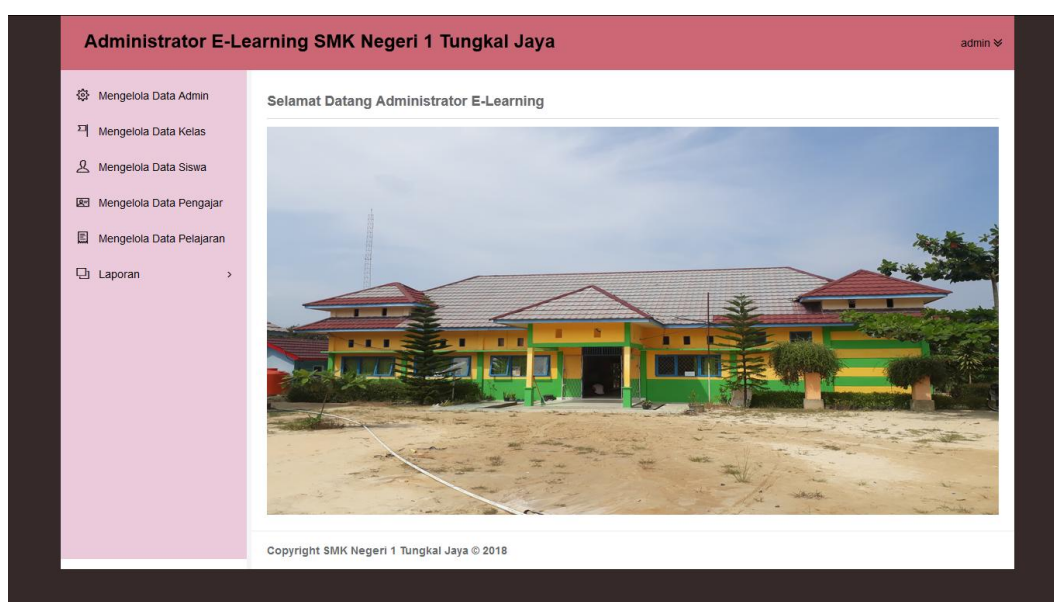 Administrator E-Learning SMK Negeri 1 Tungkal Jaya
admin
Mengelola Data Admin
Mengelola Data Kelas
Mengelola Data Siswa
Mengelola Data Pengajar
Mengelola Data Pelajaran
Laporan
Selamat Datang Administrator E-Learning
Copyright SMK Negeri 1 Tungkal Jaya © 2018